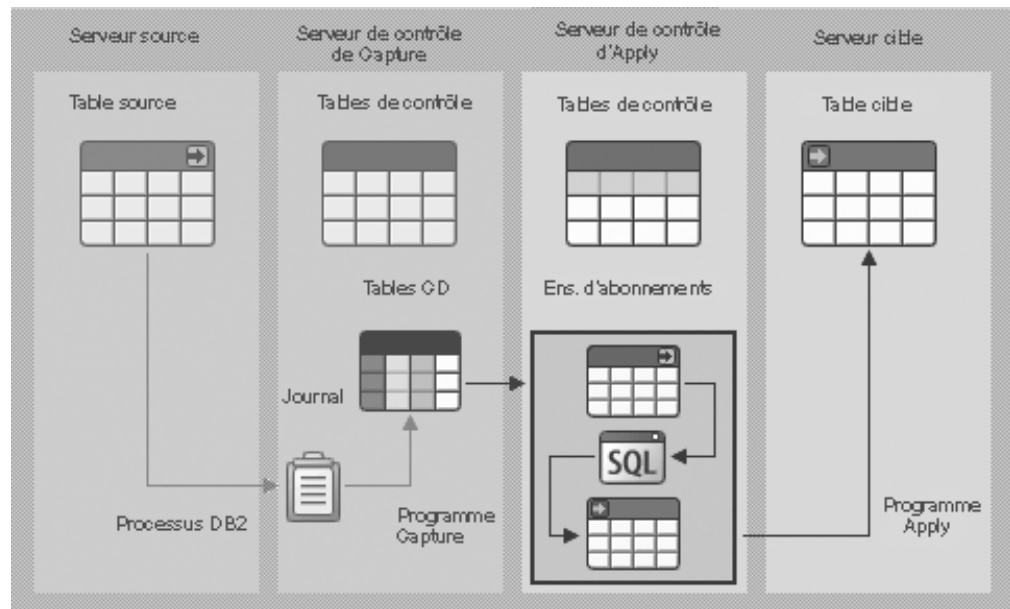 Serveur source
Serveur de contrôle
de Capture
Serveur de contrôle
d'Apply
Serveur cible
Table source
Tables de contrôle
Tables de contrôle
Table cible
Tables CD
Ens. d'abonnements
Journal
SQL
Processus DB2
Programme
Capture
Programme
Apply